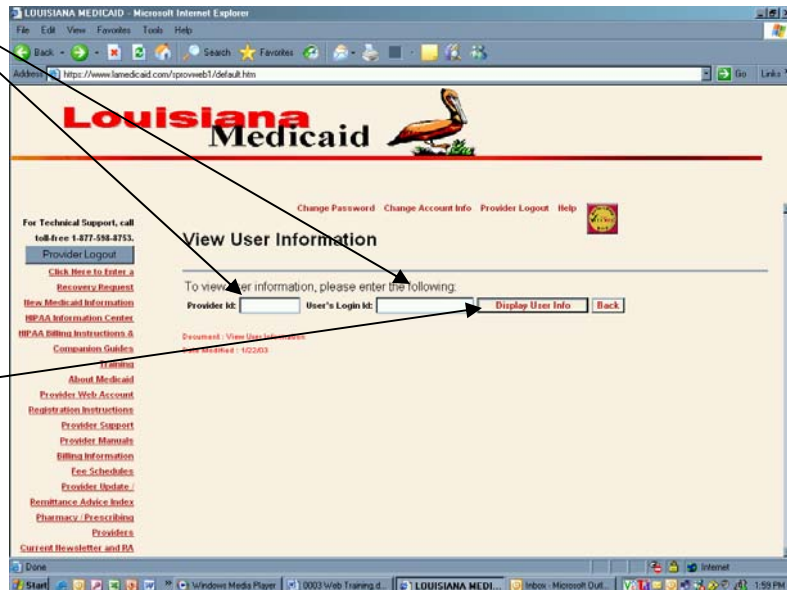 LOUISIANA MEDICAID - Microsoft Internet Explorer
File Edit View Favorites Tools Help
Back Search Favorites
Address https://www.lamedicaid.com/sprovweb1/default.htm Go Links
Louisiana
Medicaid
Change Password Change Account Info Provider Logout Help
For Technical Support, call
toll-free 1-877-598-8753.
View User Information
Provider Logout
Click Here to Enter a
Recovery Request
New Medicaid Information
HIPAA Information Center
HIPAA Billing Instructions &
Companion Guides
Training
About Medicaid
Provider Web Account
Registration Instructions
Provider Support
Provider Manuals
Billing Information
Fee Schedules
Provider Update /
Remittance Advice Index
Pharmacy / Prescribing
Providers
Current Newsletter and RA
To view user information, please enter the following:
Provider Id: User's Login Id: Display User Info Back
Document : View User Information
Date Modified : 1/22/03
Done Internet
Start Windows Media Player 0003 Web Training.d... LOUISIANA MEDI... Inbox - Microsoft Out... 1:59 PM